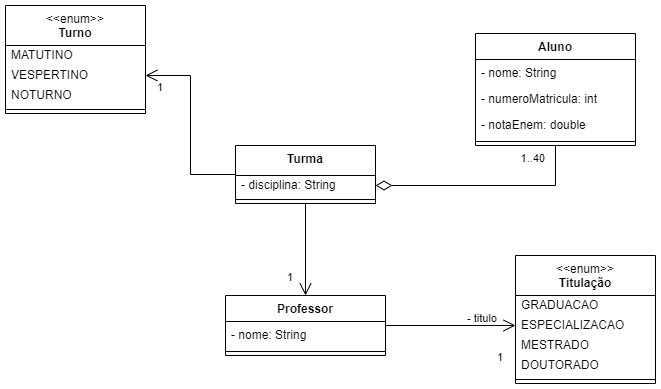 <<enum>>
Turno
MATUTINO
VESPERTINO
NOTURNO
1
Aluno
- nome: String
- numeroMatricula: int
- notaEnem: double
1..40
Turma
- disciplina: String
1
Professor
- nome: String
- titulo
1
<<enum>>
Titulação
GRADUACAO
ESPECIALIZACAO
MESTRADO
DOUTORADO